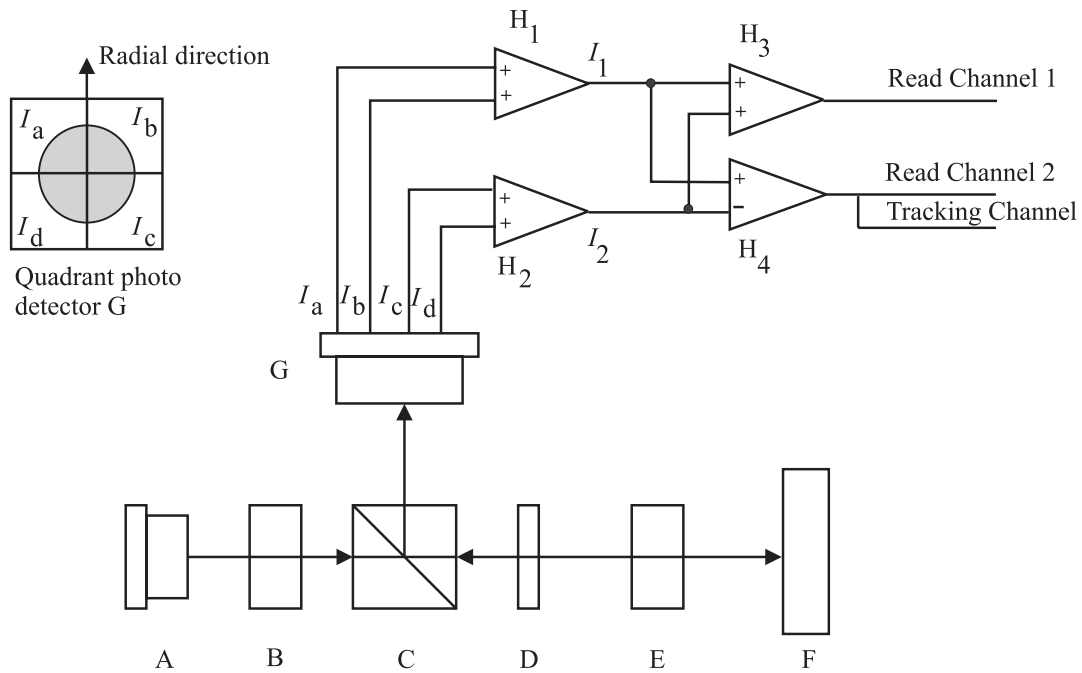 H1
I1
H3
Radial direction
Read Channel 1
+
+
+
+
Ia
Ib
Read Channel 2
+
+
+
−
Tracking Channel
Id
Ic
I2
H4
H2
Quadrant photo
detector G
Ia
Ib
Ic
Id
G
A
B
C
D
E
F